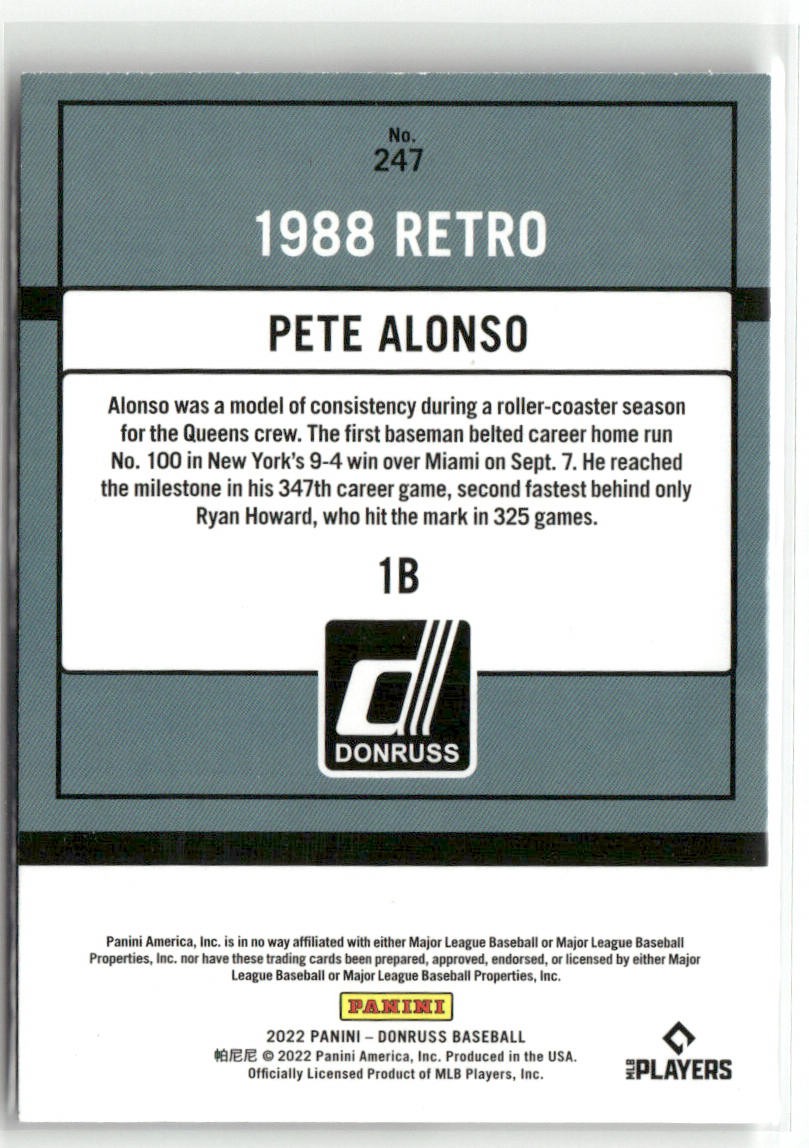 No.
247
1988 RETRO
PETE ALONSO
Alonso was a model of consistency during a roller-coaster season
for the Queens crew. The first baseman belted career home run
No. 100 in New York's 9-4 win over Miami on Sept. 7. He reached
the milestone in his 347th career game, second fastest behind only
Ryan Howard, who hit the mark in 325 games.
1B
d
DONRUSS
Panini America, Inc. is in no way affiliated with either Major League Baseball or Major League Baseball
Properties, Inc. nor have these trading cards been prepared, approved, endorsed, or licensed by either Major
League Baseball or Major League Baseball Properties, Inc.
PANINI
2022 PANINI – DONRUSS BASEBALL
帕尼尼 © 2022 Panini America, Inc. Produced in the USA.
Officially Licensed Product of MLB Players, Inc.
MLB PLAYERS